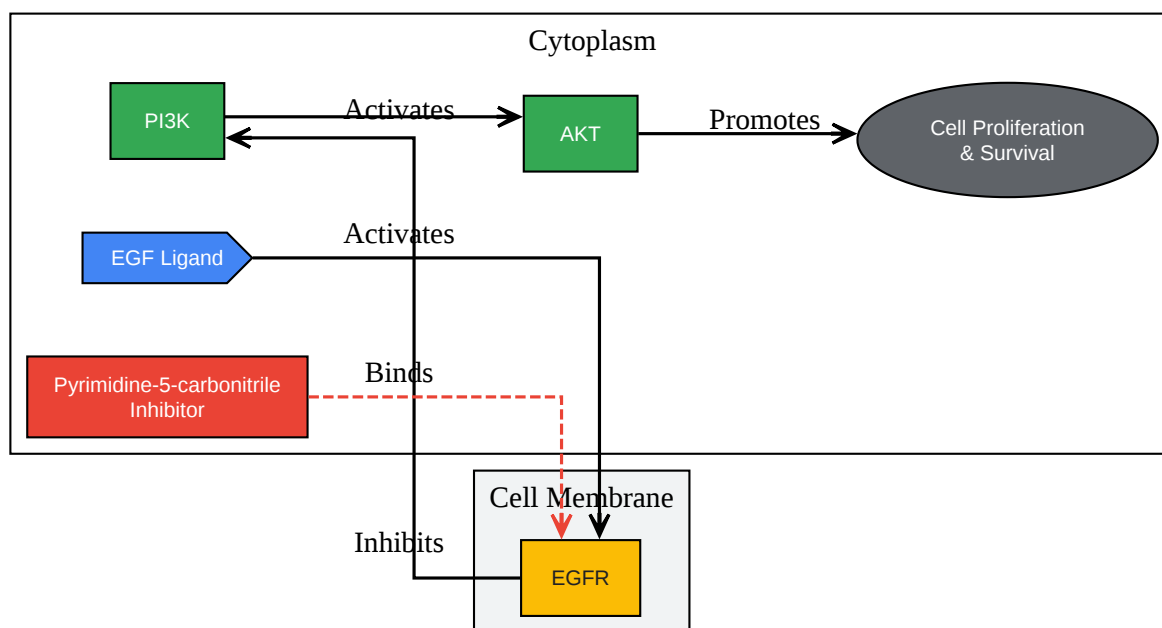 Cytoplasm
PI3K
Activates
AKT
Promotes
Cell Proliferation
& Survival
EGF Ligand
Activates
Pyrimidine-5-carbonitrile
Inhibitor
Binds
Cell Membrane
Inhibits
EGFR